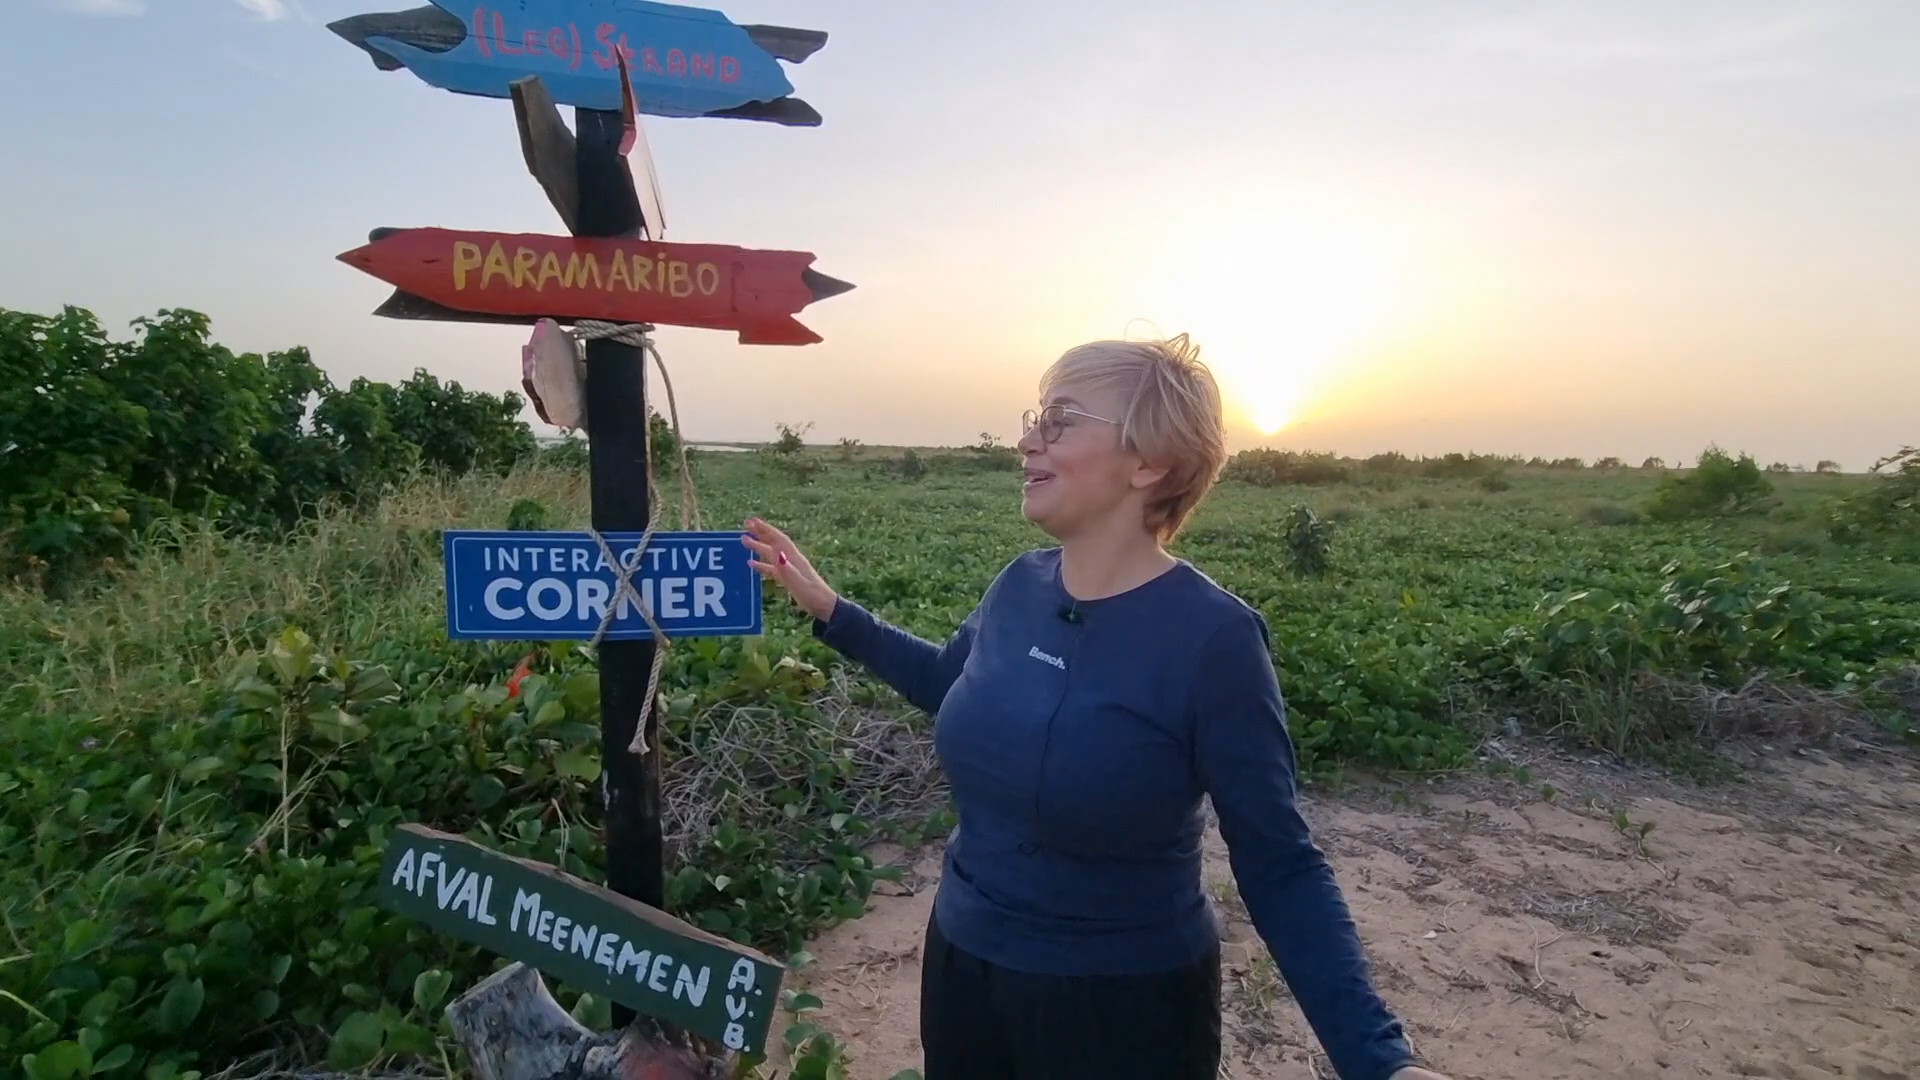 (LEG) STRAND
PARAMARIBO
INTERACTIVE
CORNER
Bench.
AFVAL MEENEMEN A.V.B.